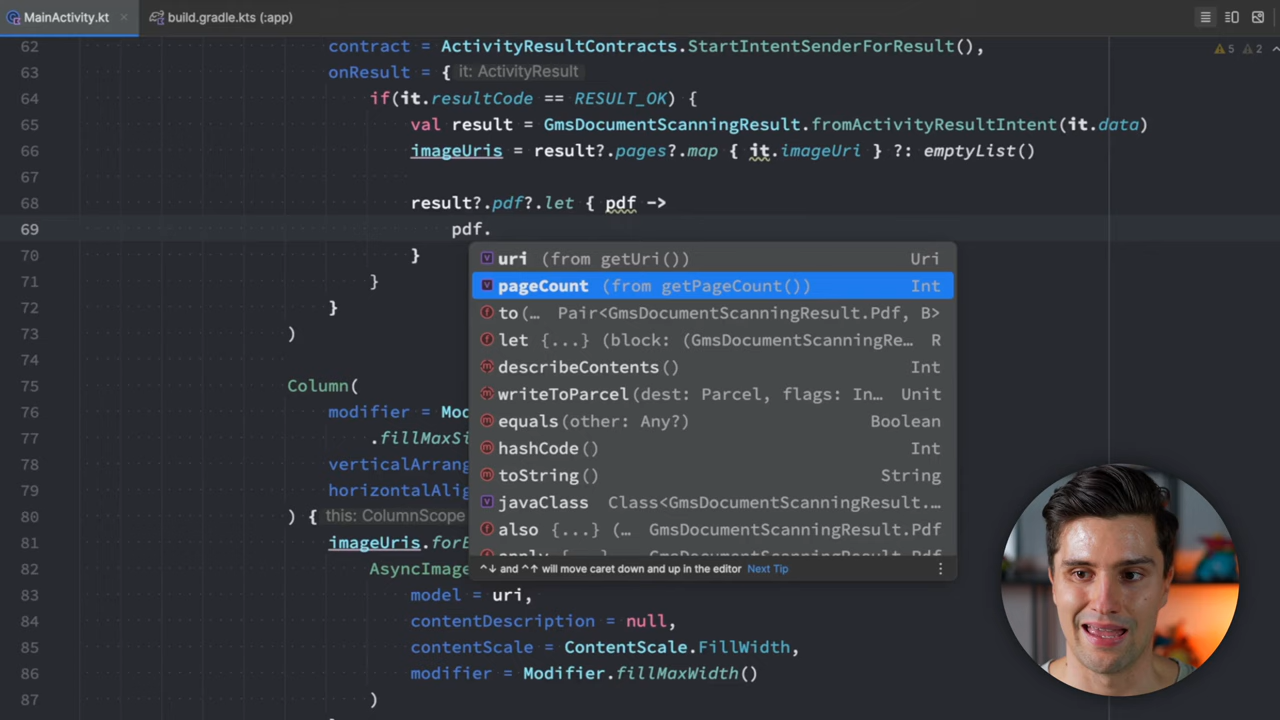 MainActivity.kt
build.gradle.kts (:app)
5 2
62 contract = ActivityResultContracts.StartIntentSenderForResult(),
63 onResult = { it: ActivityResult
64 if(it.resultCode == RESULT_OK) {
65 val result = GmsDocumentScanningResult.fromActivityResultIntent(it.data)
66 imageUris = result?.pages?.map { it.imageUri } ?: emptyList()
67
68 result?.pdf?.let { pdf ->
69 pdf.
70 }
uri (from getUri()) Uri
71 }
pageCount (from getPageCount()) Int
72 }
to(… Pair<GmsDocumentScanningResult.Pdf, B>
73 )
let {...} (block: (GmsDocumentScanningRe… R
74
describeContents() Int
75 Column(
writeToParcel(dest: Parcel, flags: In… Unit
76 modifier = Mod
equals(other: Any?) Boolean
77 .fillMaxSi
hashCode() Int
78 verticalArrang
toString() String
79 horizontalAlig
javaClass Class<GmsDocumentScanningResult.…
80 ) { this: ColumnScope
also {...} (… GmsDocumentScanningResult.Pdf
81 imageUris.forE
apply {...} (… GmsDocumentScanningResult.Pdf
82 AsyncImage
^↓ and ^↑ will move caret down and up in the editor Next Tip
83 model = uri,
84 contentDescription = null,
85 contentScale = ContentScale.FillWidth,
86 modifier = Modifier.fillMaxWidth()
87 )